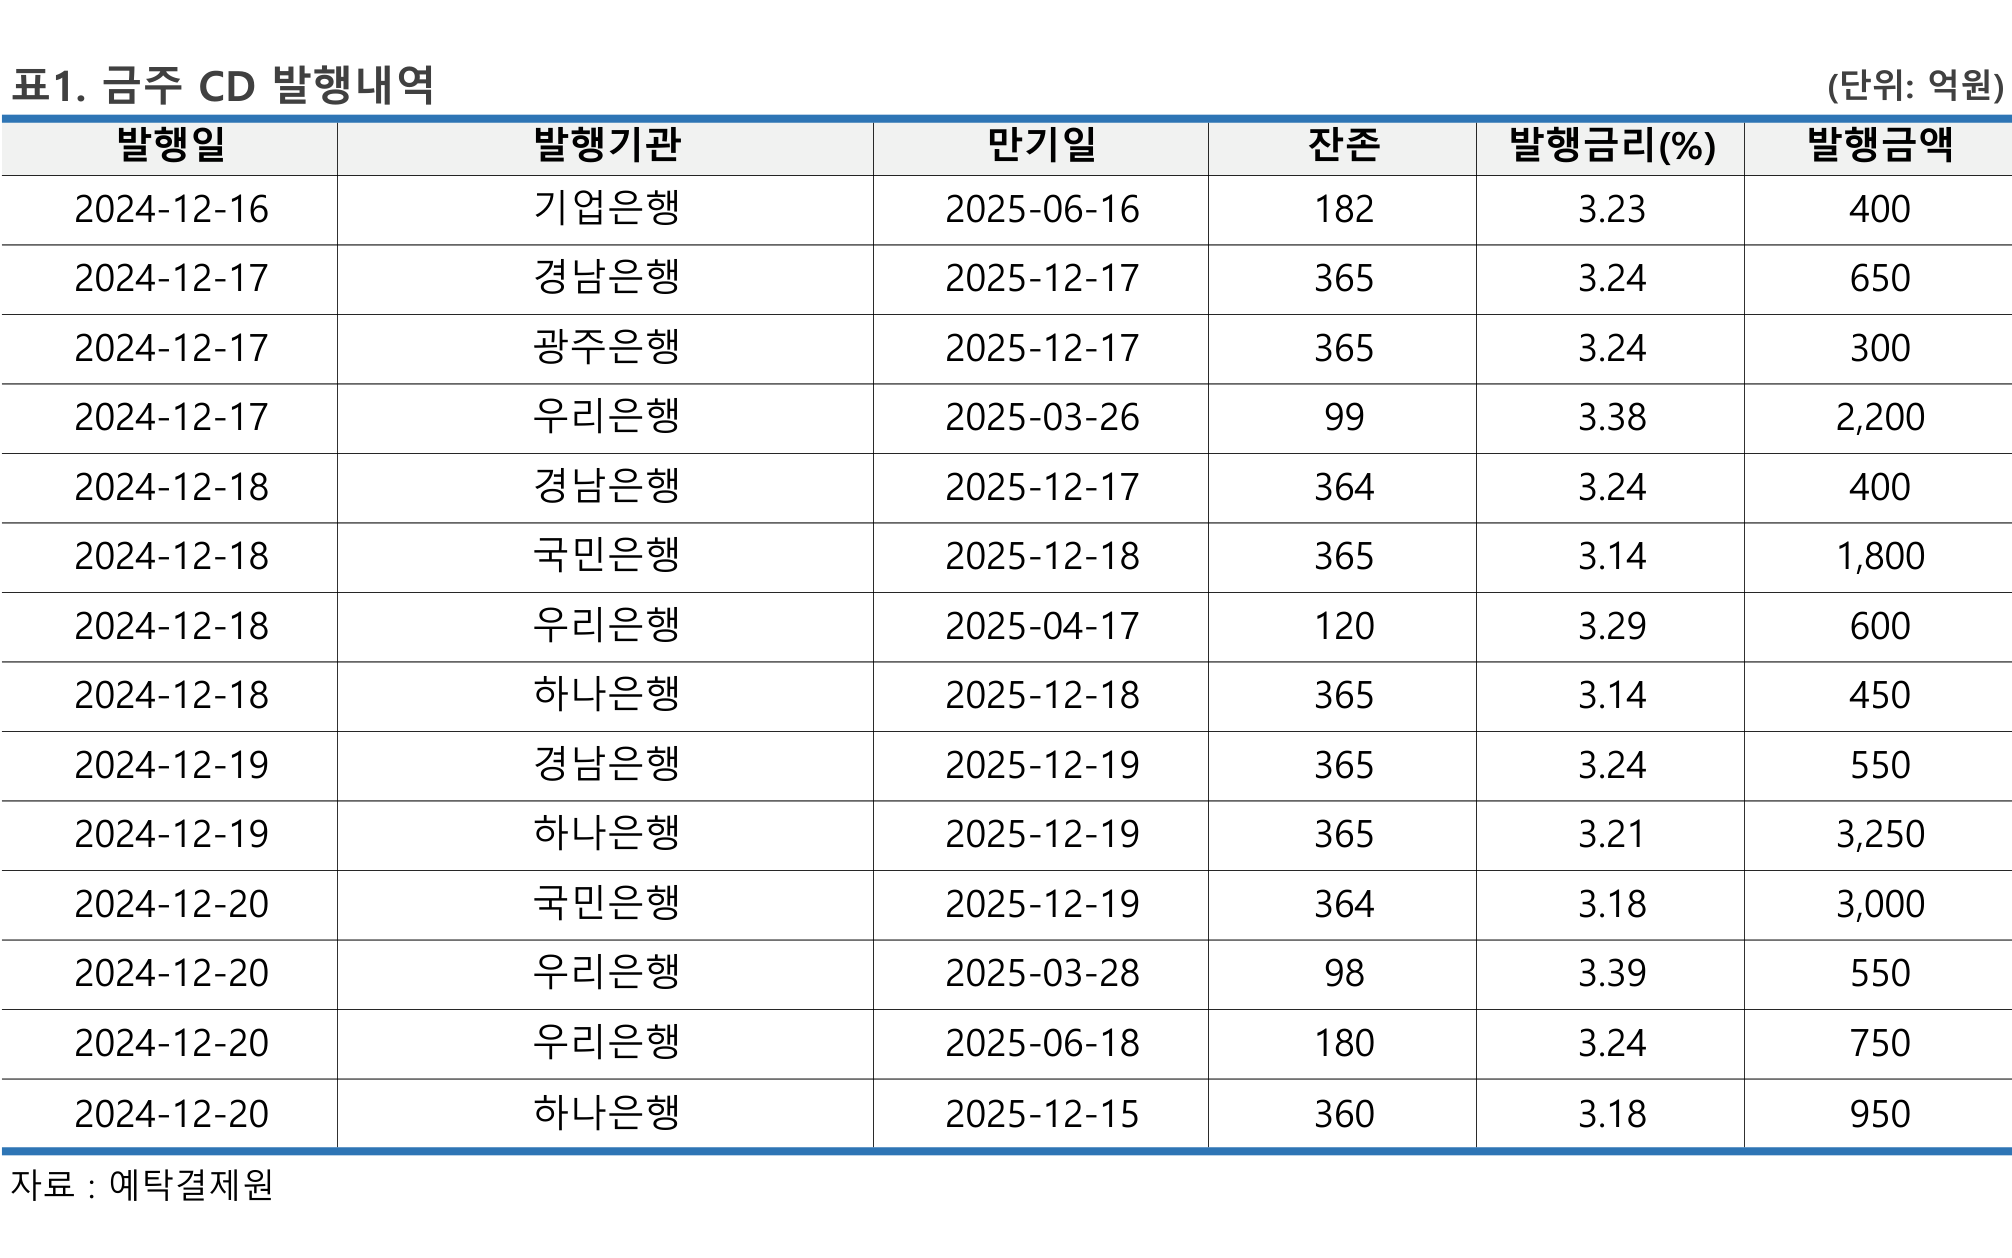 표1. 금주 CD 발행내역 (단위: 억원)
발행일 발행기관 만기일 잔존 발행금리(%) 발행금액
2024-12-16 기업은행 2025-06-16 182 3.23 400
2024-12-17 경남은행 2025-12-17 365 3.24 650
2024-12-17 광주은행 2025-12-17 365 3.24 300
2024-12-17 우리은행 2025-03-26 99 3.38 2,200
2024-12-18 경남은행 2025-12-17 364 3.24 400
2024-12-18 국민은행 2025-12-18 365 3.14 1,800
2024-12-18 우리은행 2025-04-17 120 3.29 600
2024-12-18 하나은행 2025-12-18 365 3.14 450
2024-12-19 경남은행 2025-12-19 365 3.24 550
2024-12-19 하나은행 2025-12-19 365 3.21 3,250
2024-12-20 국민은행 2025-12-19 364 3.18 3,000
2024-12-20 우리은행 2025-03-28 98 3.39 550
2024-12-20 우리은행 2025-06-18 180 3.24 750
2024-12-20 하나은행 2025-12-15 360 3.18 950
자료 : 예탁결제원